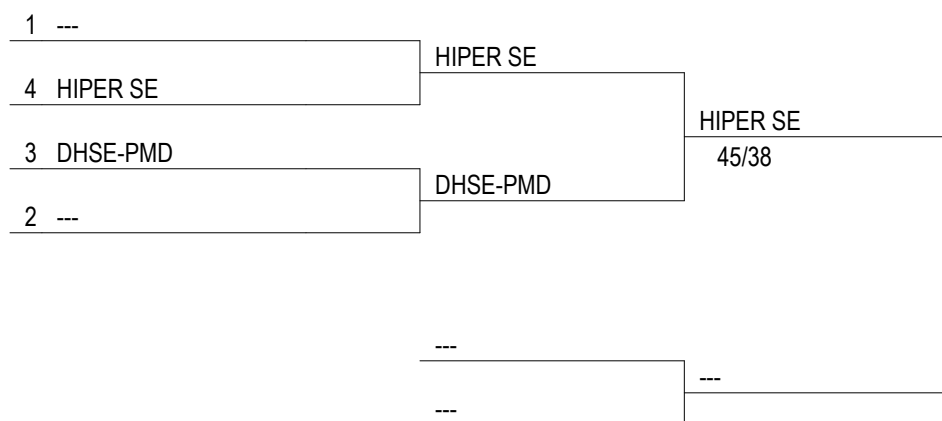 1 ---
HIPER SE
4 HIPER SE
HIPER SE
3 DHSE-PMD
45/38
DHSE-PMD
2 ---
---
---
---